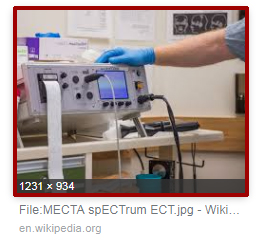 1231 × 934
File:MECTA spECTrum ECT.jpg - Wiki...
en.wikipedia.org